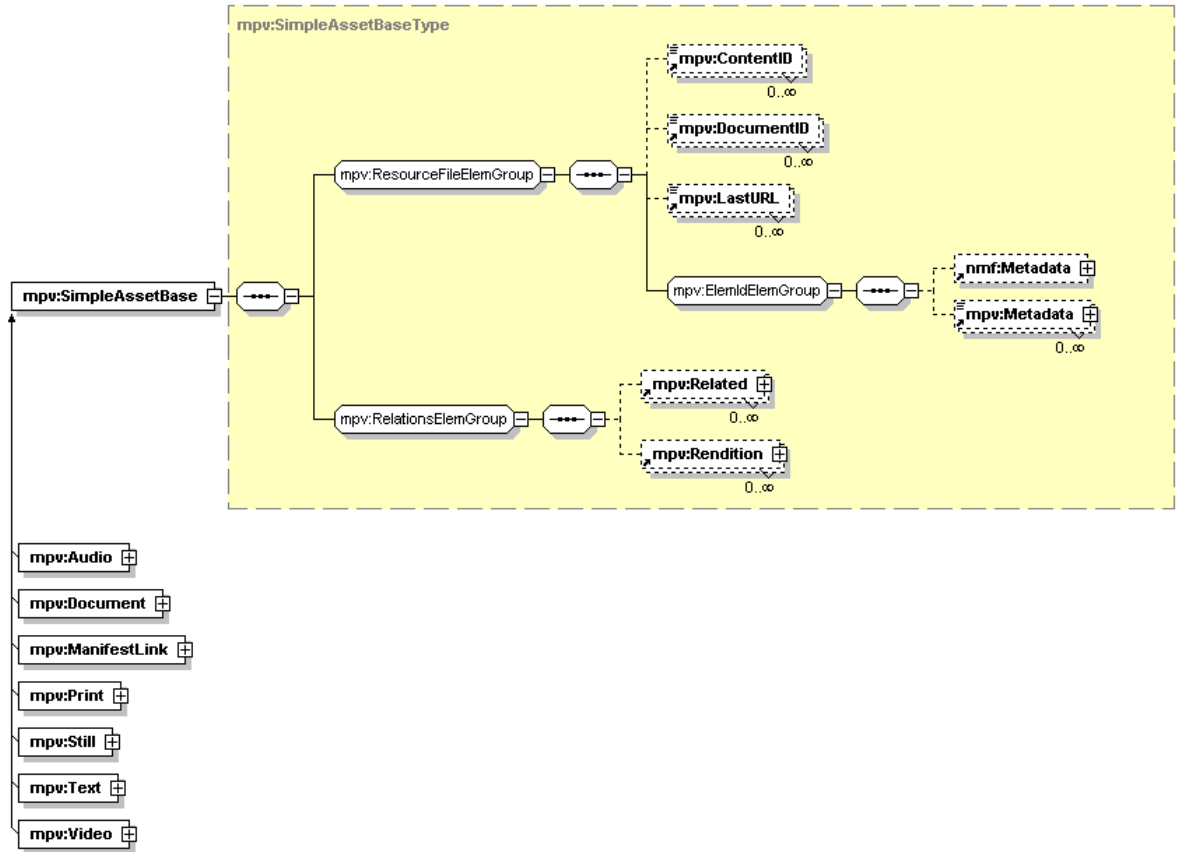 mpv:SimpleAssetBaseType
mpv:ContentID
0..∞
mpv:DocumentID
0..∞
mpv:ResourceFileElemGroup
mpv:LastURL
0..∞
mpv:SimpleAssetBase
mpv:ElemIdElemGroup
nmf:Metadata
mpv:Metadata
0..∞
mpv:RelationsElemGroup
mpv:Related
0..∞
mpv:Rendition
0..∞
mpv:Audio
mpv:Document
mpv:ManifestLink
mpv:Print
mpv:Still
mpv:Text
mpv:Video